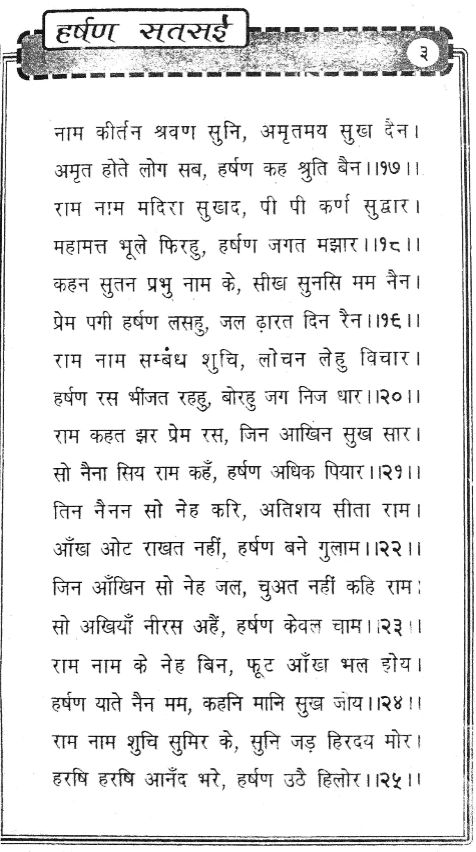 हर्षण सतसई
३
नाम कीर्तन श्रवण सुनि, अमृतमय सुख दैन।
अमृत होते लोग सब, हर्षण कह श्रुति बैन।।१७।।
राम नाम मदिरा सुखद, पी पी कर्ण सुद्वार।
महामत्त भूले फिरहु, हर्षण जगत मझार।।१८।।
कहन सुतन प्रभु नाम के, सीख सुनसि मम नैन।
प्रेम पगी हर्षण लसहु, जल ढ़ारत दिन रैन।।१९।।
राम नाम सम्बंध शुचि, लोचन लेहु विचार।
हर्षण रस भींजत रहहु, बोरहु जग निज धार।।२०।।
राम कहत झर प्रेम रस, जिन आखिन सुख सार।
सो नैना सिय राम कहँ, हर्षण अधिक पियार।।२१।।
तिन नैनन सो नेह करि, अतिशय सीता राम।
आँख ओट राखत नहीं, हर्षण बने गुलाम।।२२।।
जिन आँखिन सो नेह जल, चुअत नहीं कहि राम।
सो अखियाँ नीरस अहैं, हर्षण केवल चाम।।२३।।
राम नाम के नेह बिन, फूट आँख भल होय।
हर्षण याते नैन मम, कहनि मानि सुख जोय।।२४।।
राम नाम शुचि सुमिर के, सुनि जड़ हिरदय मोर।
हरषि हरषि आनँद भरे, हर्षण उठै हिलोर।।२५।।